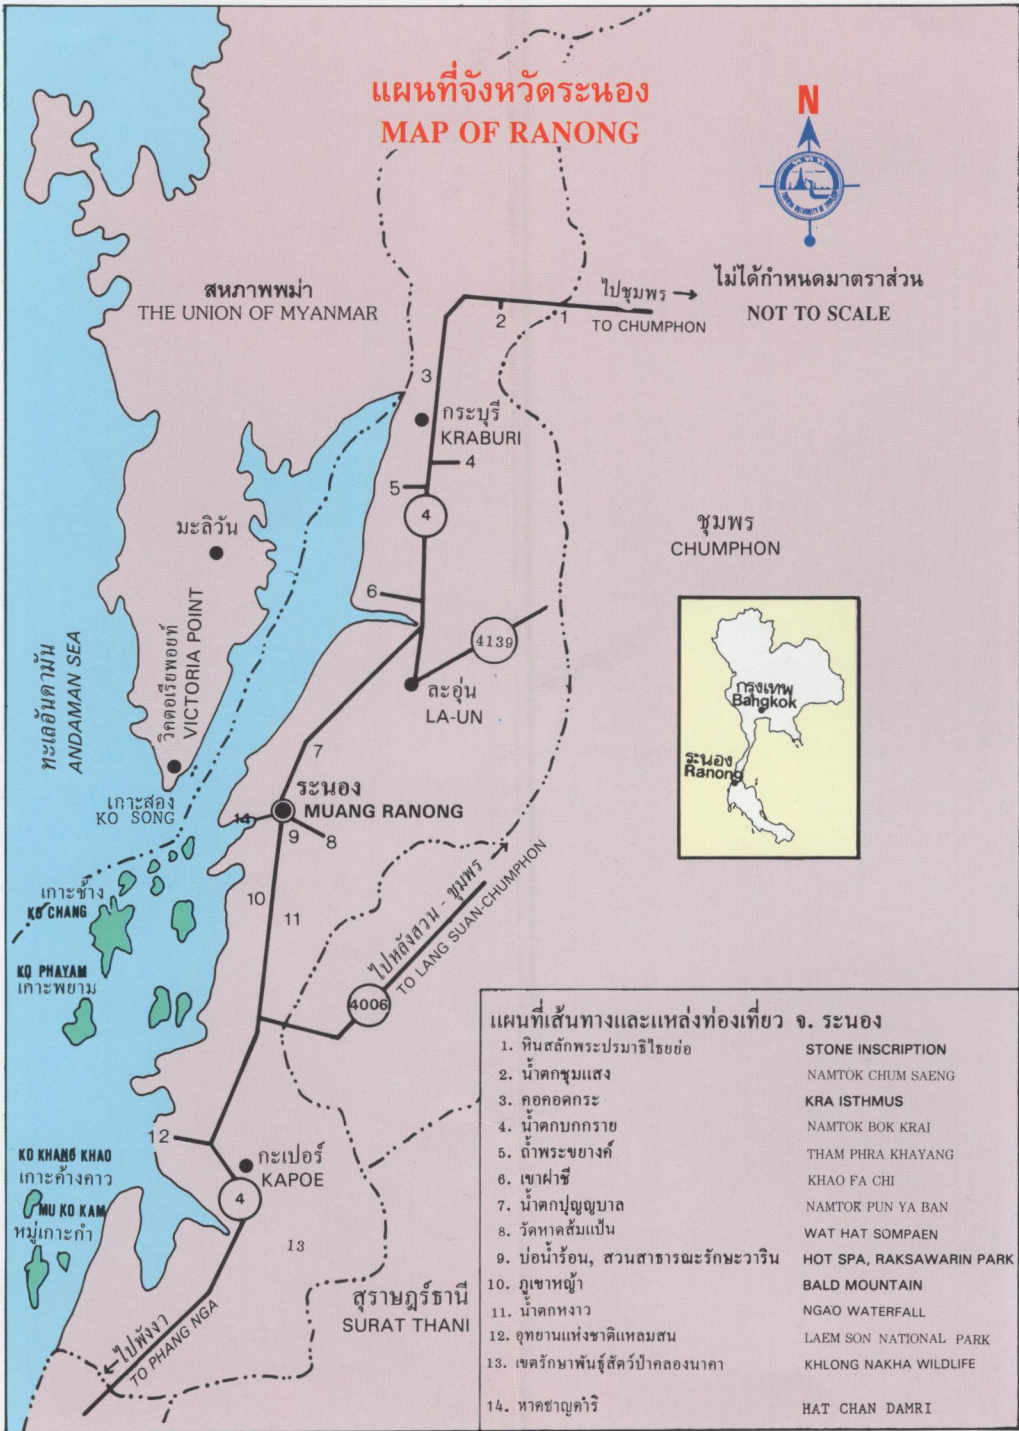 แผนที่จังหวัดระนอง
MAP OF RANONG
N
ททท
ไม่ได้กำหนดมาตราส่วน
NOT TO SCALE
สหภาพพม่า
THE UNION OF MYANMAR
ไปชุมพร →
TO CHUMPHON
1
2
3
กระบุรี
KRABURI
4
5
4
ชุมพร
CHUMPHON
มะลิวัน
6
4139
วิคตอเรียพอยท์
VICTORIA POINT
ทะเลอันดามัน
ANDAMAN SEA
ละอุ่น
LA-UN
กรุงเทพ
Bangkok
ระนอง
Ranong
7
ระนอง
MUANG RANONG
เกาะสอง
KO SONG
14
9
8
เกาะช้าง
KO CHANG
10
11
ไปหลังสวน - ชุมพร
TO LANG SUAN-CHUMPHON
KO PHAYAM
เกาะพยาม
4006
12
กะเปอร์
KAPOE
KO KHANG KHAO
เกาะค้างคาว
4
MU KO KAM
หมู่เกาะกำ
13
สุราษฎร์ธานี
SURAT THANI
← ไปพังงา
TO PHANG NGA
แผนที่เส้นทางและแหล่งท่องเที่ยว จ. ระนอง
1. หินสลักพระปรมาธิไธยย่อ STONE INSCRIPTION
2. น้ำตกชุมแสง NAMTOK CHUM SAENG
3. คอคอดกระ KRA ISTHMUS
4. น้ำตกบกกราย NAMTOK BOK KRAI
5. ถ้ำพระขยางค์ THAM PHRA KHAYANG
6. เขาฝาชี KHAO FA CHI
7. น้ำตกปุญญบาล NAMTOK PUN YA BAN
8. วัดหาดส้มแป้น WAT HAT SOMPAEN
9. บ่อน้ำร้อน, สวนสาธารณะรักษะวาริน HOT SPA, RAKSAWARIN PARK
10. ภูเขาหญ้า BALD MOUNTAIN
11. น้ำตกหงาว NGAO WATERFALL
12. อุทยานแห่งชาติแหลมสน LAEM SON NATIONAL PARK
13. เขตรักษาพันธุ์สัตว์ป่าคลองนาคา KHLONG NAKHA WILDLIFE
14. หาดชาญดำริ HAT CHAN DAMRI